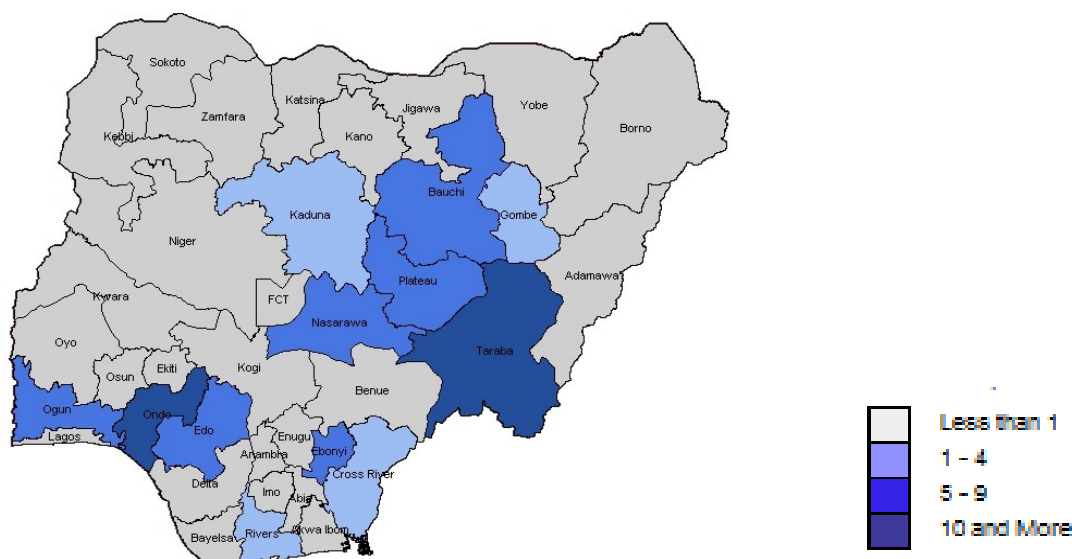 Sokoto
Katsina
Jigawa
Yobe
Borno
Zamfara
Kano
Kebbi
Bauchi
Kaduna
Gombe
Niger
Adamawa
Plateau
Kwara
FCT
Nasarawa
Oyo
Taraba
Ekiti
Kogi
Osun
Benue
Ogun
Ondo
Edo
Lagos
Enugu
Ebonyi
Anambra
Cross River
Delta
Imo
Abia
Rivers
Akwa Ibom
Bayelsa
Less than 1
1 - 4
5 - 9
10 and More